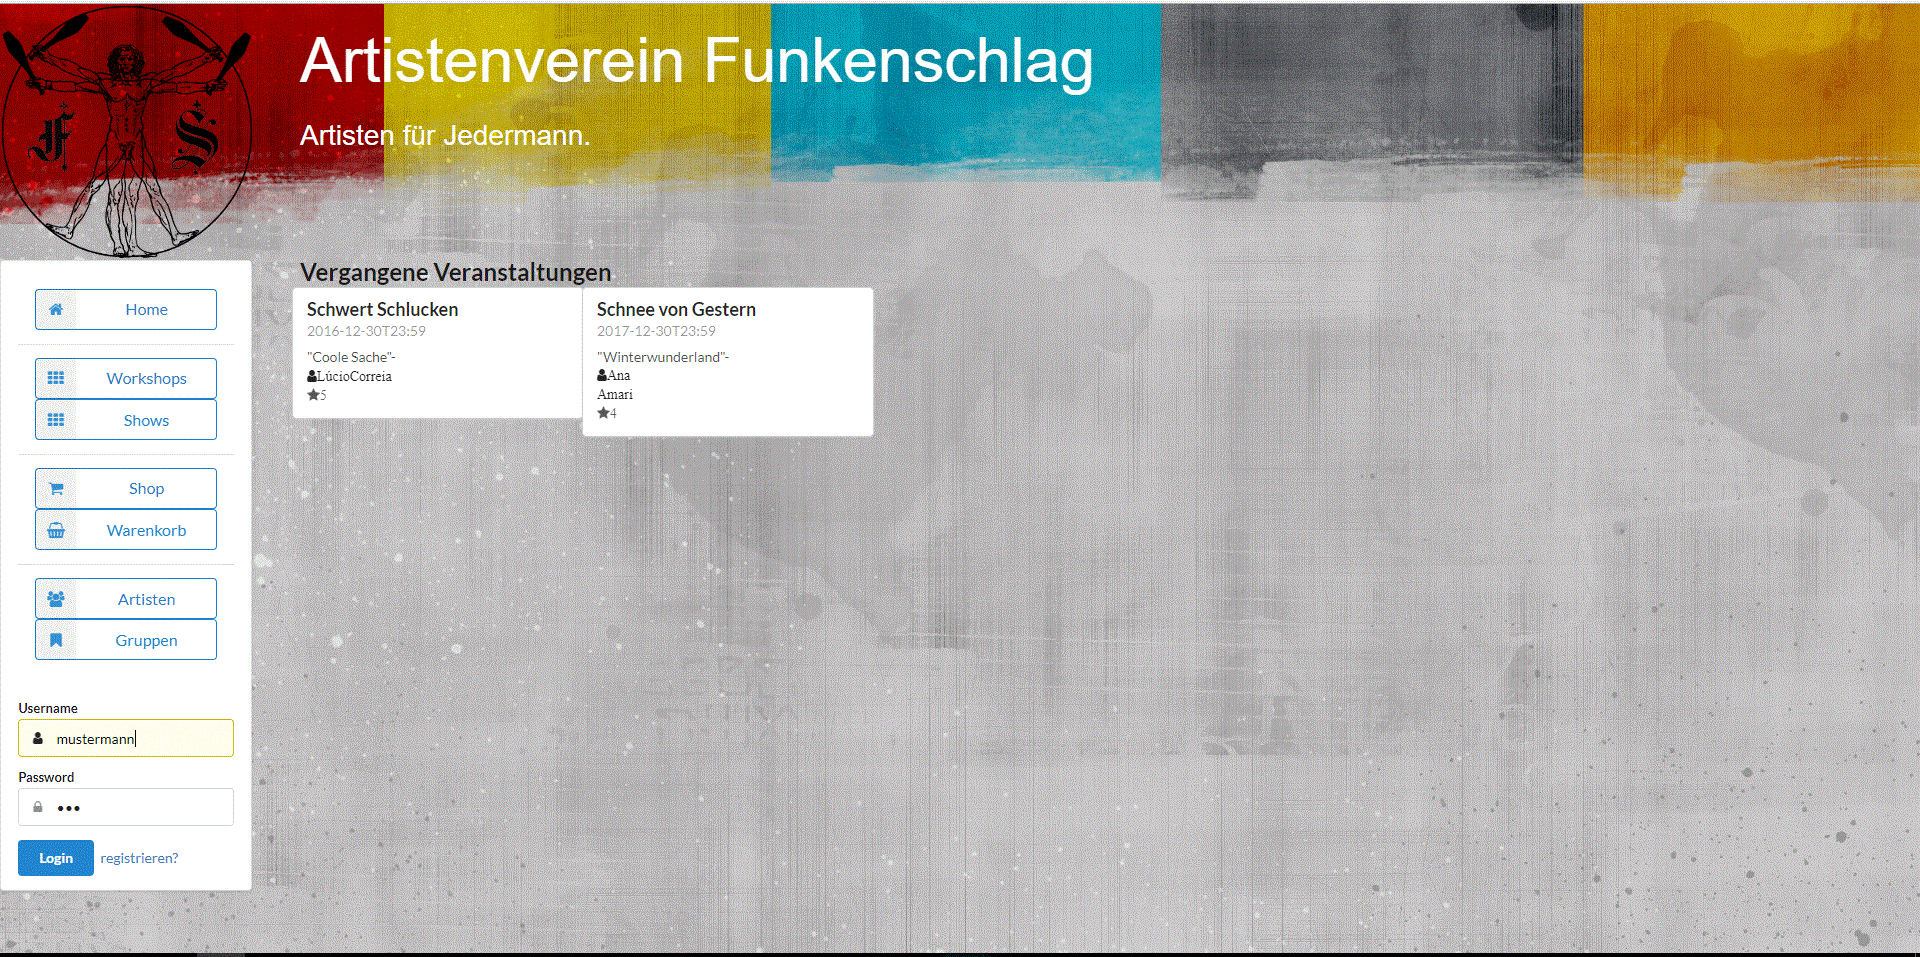 Artistenverein Funkenschlag
Artisten für Jedermann.
F S
Home
Workshops
Shows
Shop
Warenkorb
Artisten
Gruppen
Username
mustermann
Password
•••
Login registrieren?
Vergangene Veranstaltungen
Schwert Schlucken
2016-12-30T23:59
"Coole Sache"-
LúcioCorreia
5
Schnee von Gestern
2017-12-30T23:59
"Winterwunderland"-
Ana
Amari
4